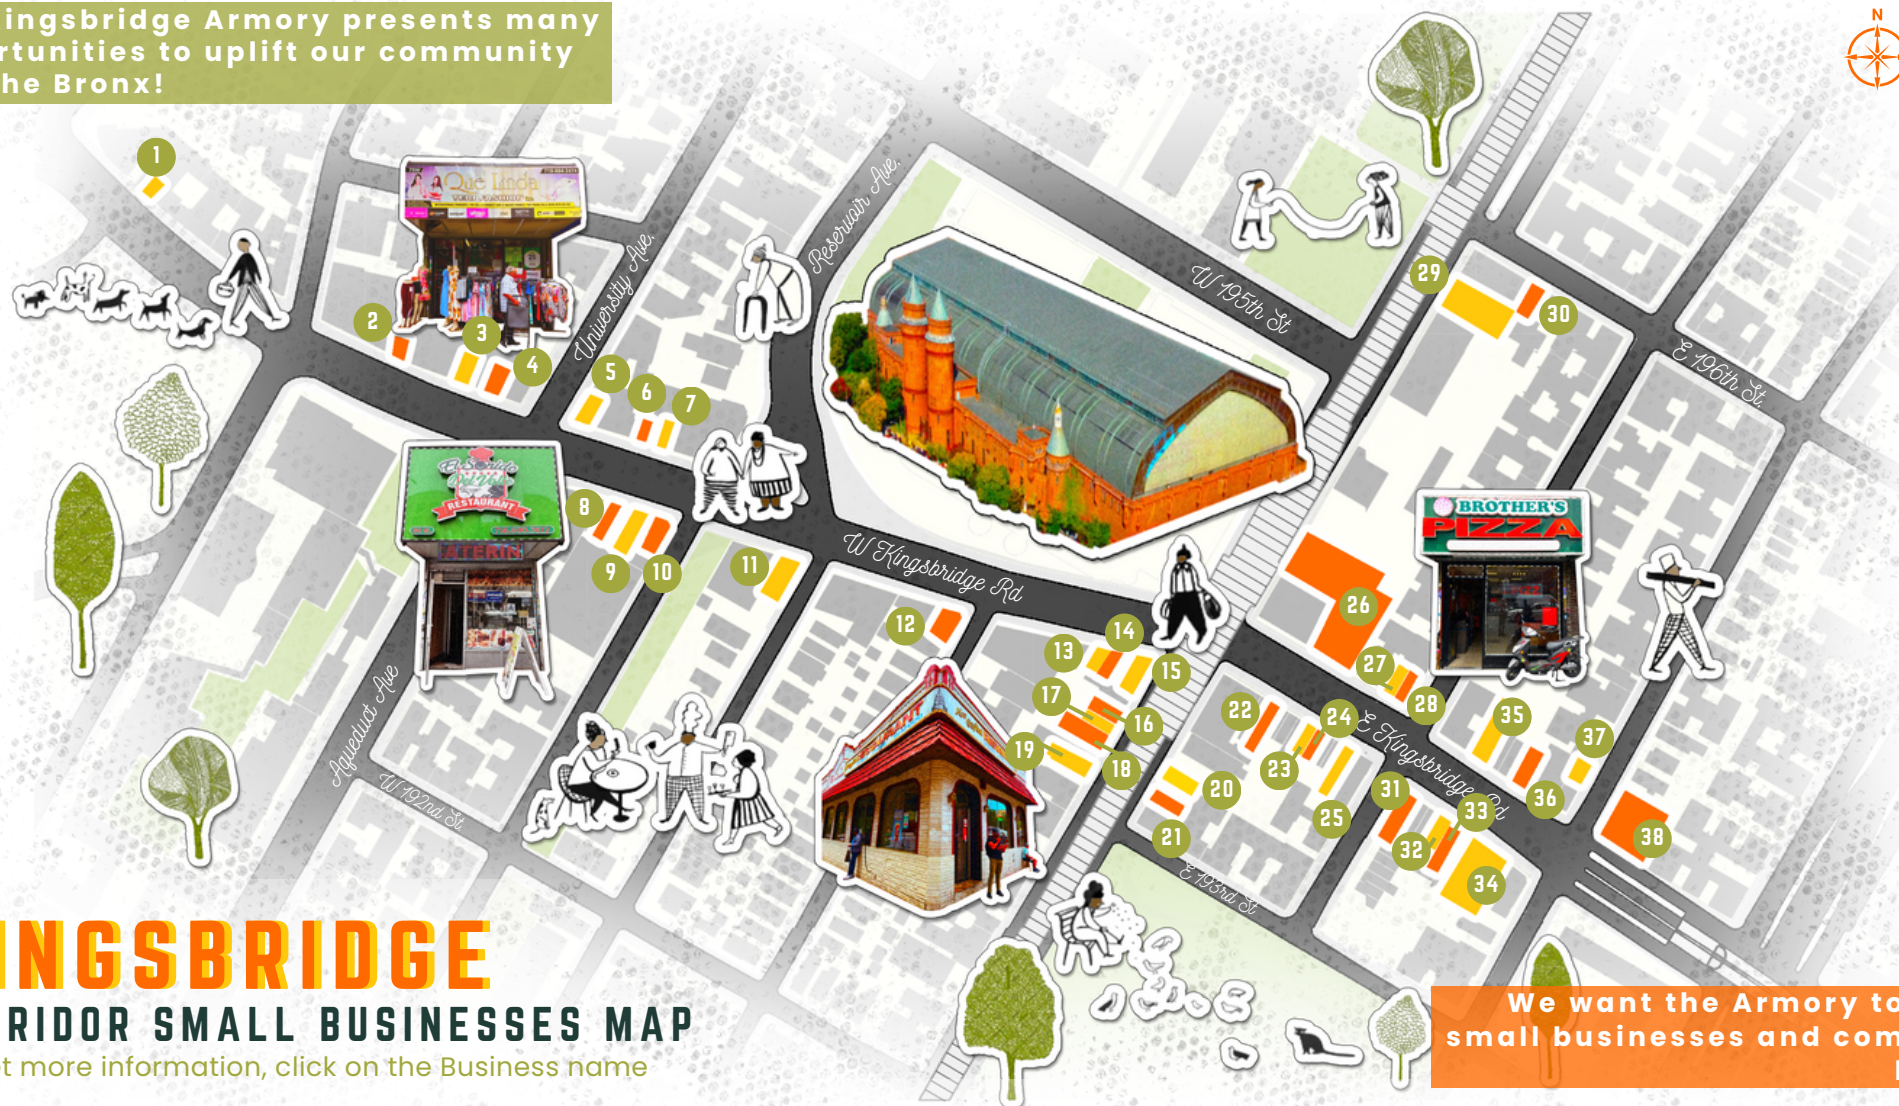 ingsbridge Armory presents many
rtunities to uplift our community
he Bronx!
N
1
Que Linda
University Ave.
Reservoir Ave.
W 195th St
29
30
E 196th St.
2
3
4
5
6
7
RESTAURANT
8
9
10
11
W Kingsbridge Rd
BROTHER'S
PIZZA
12
13
14
15
16
17
18
19
RESTAURANT
20
21
22
23
24
25
26
27
28
E Kingsbridge Rd
31
32
33
34
35
36
37
38
Aqueduct Ave
W 192nd St
E 193rd St
INGSBRIDGE
RIDOR SMALL BUSINESSES MAP
t more information, click on the Business name
We want the Armory to
small businesses and com